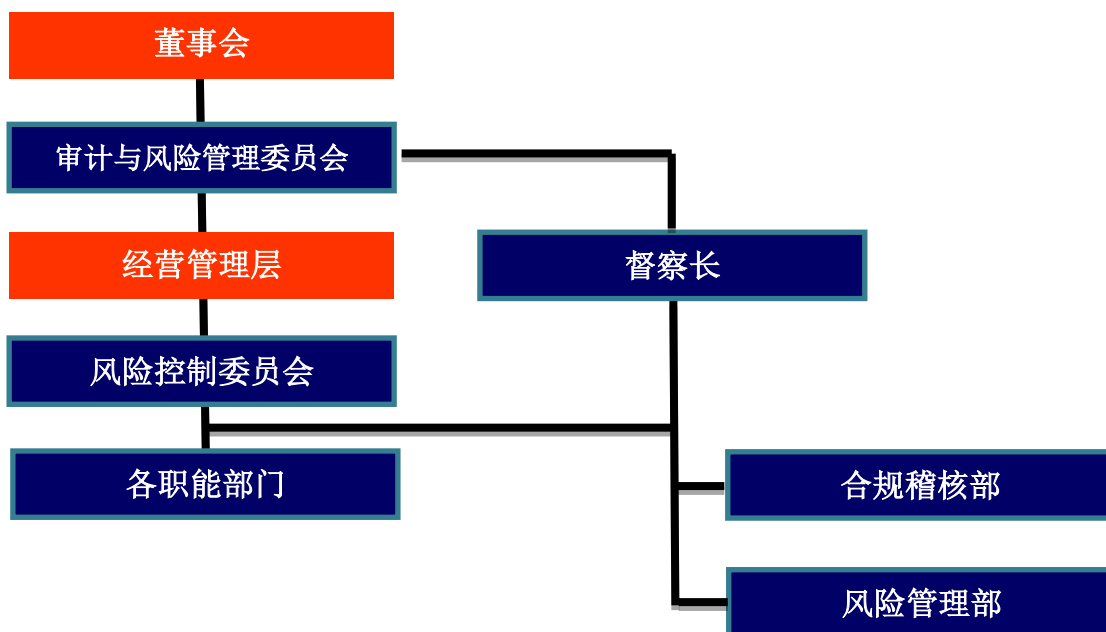 董事会
审计与风险管理委员会
经营管理层
督察长
风险控制委员会
各职能部门
合规稽核部
风险管理部